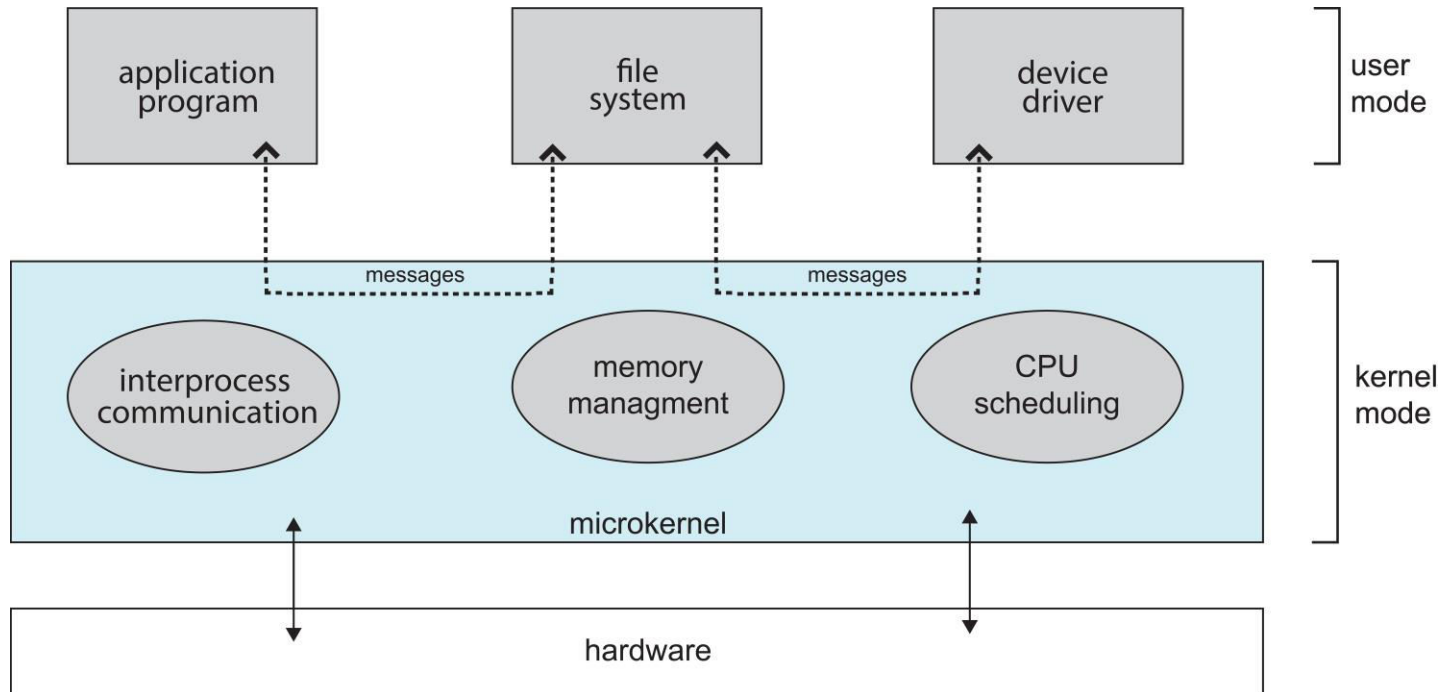 application
program
file
system
device
driver
user
mode
messages
messages
interprocess
communication
memory
managment
CPU
scheduling
kernel
mode
microkernel
hardware